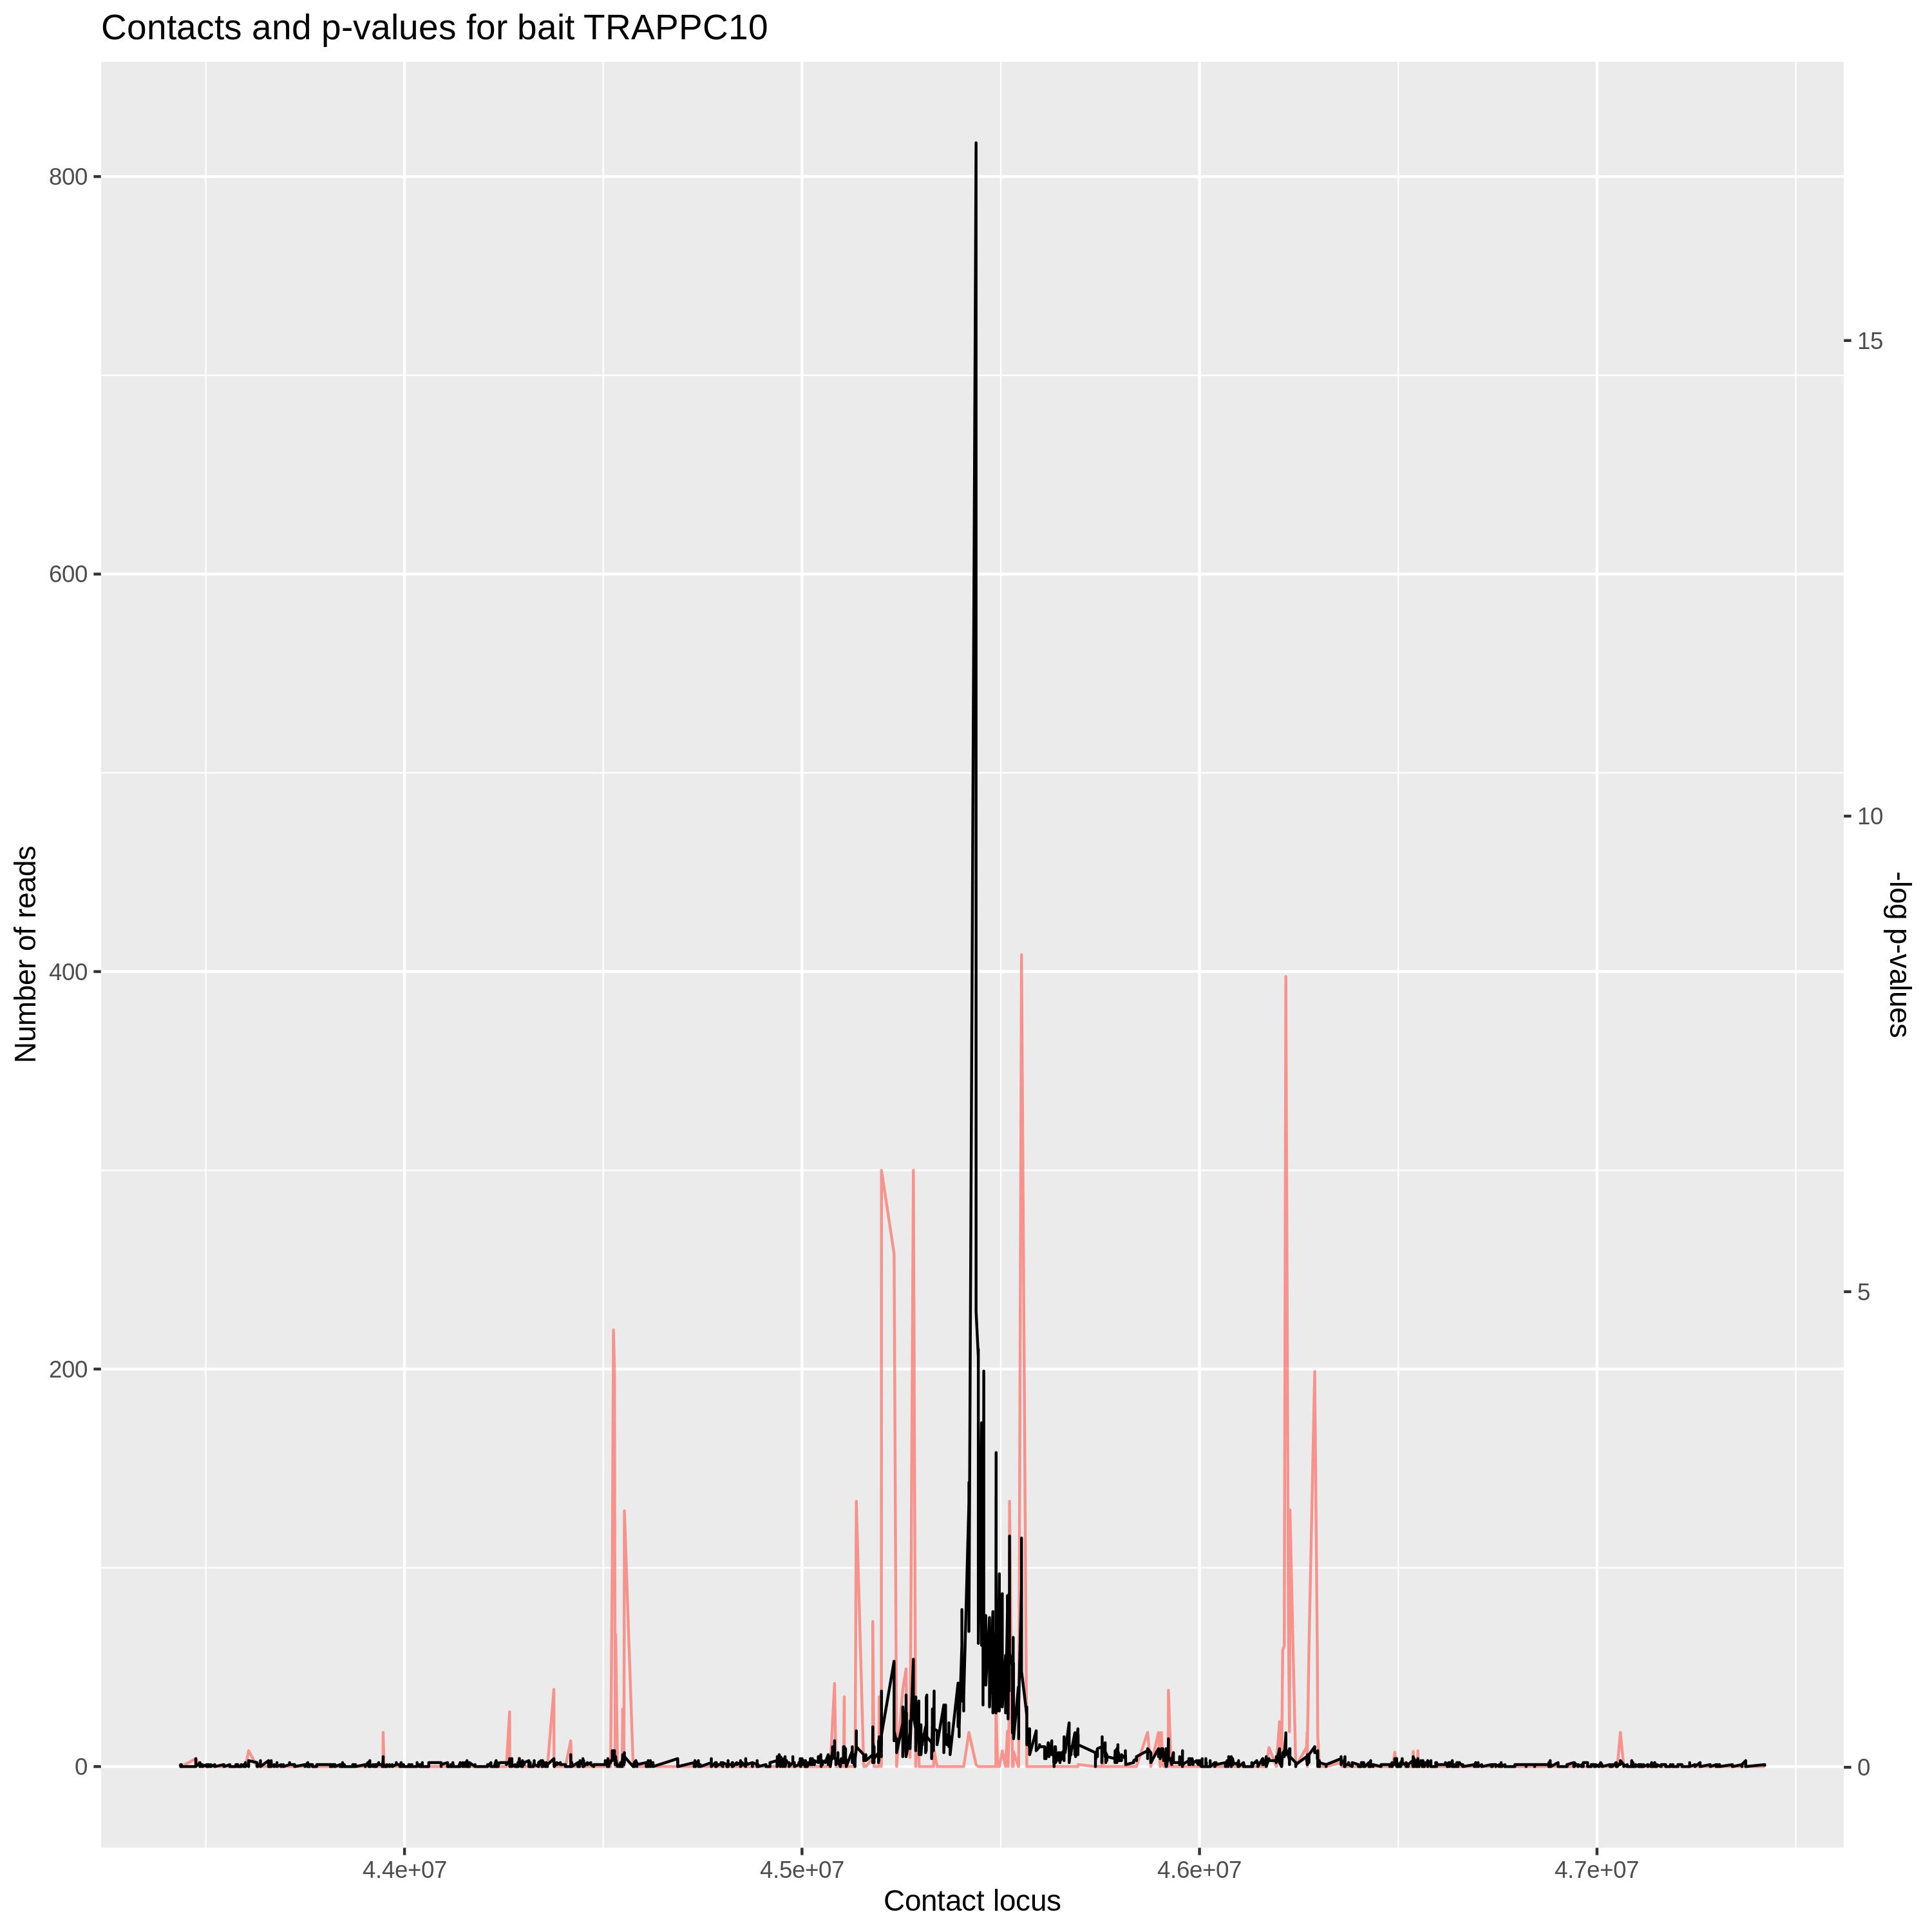 Contacts and p-values for bait TRAPPC10
800
600
400
200
0
Number of reads
15
10
5
0
-log p-values
4.4e+07
4.5e+07
4.6e+07
4.7e+07
Contact locus